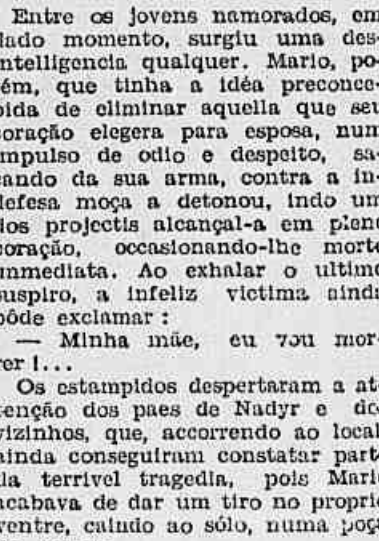 Entre os jovens namorados, em
dado momento, surgiu uma des-
intelligencia qualquer. Mario, po-
ém, que tinha a idéa preconce-
bida de eliminar aquella que seu
coração elegera para esposa, num
impulso de odio e despeito, sa-
cando da sua arma, contra a in-
defesa moça a detonou, indo um
dos projectis alcançal-a em pleno
coração, occasionando-lhe morte
immediata. Ao exhalar o ultimo
suspiro, a infeliz victima ainda
pôde exclamar :
— Minha mãe, eu vou mor-
rer !...
Os estampidos despertaram a at-
tenção dos paes de Nadyr e de
vizinhos, que, accorrendo ao local
ainda conseguiram constatar parte
da terrivel tragedia, pois Mario
acabava de dar um tiro no proprio
ventre, caindo ao sólo, numa poça